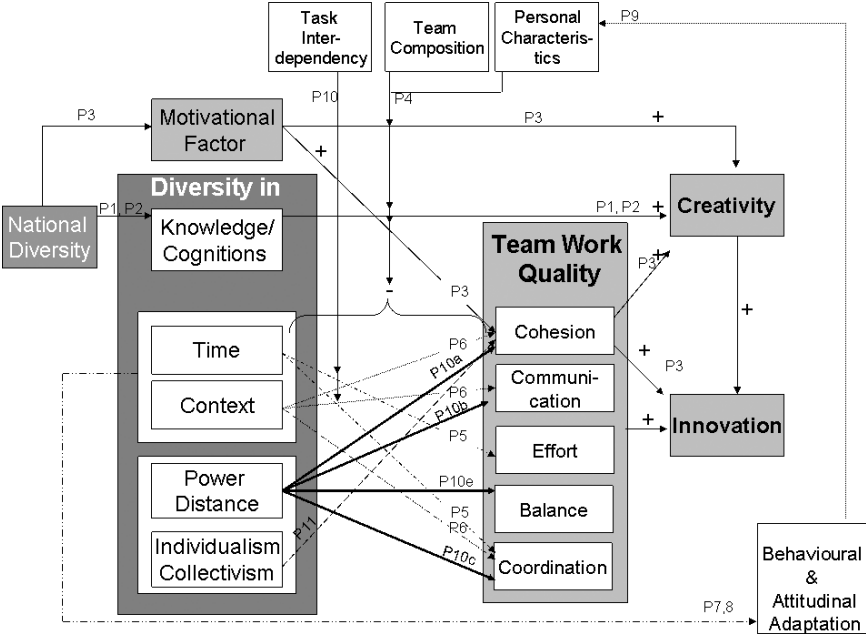 Task
Inter-
dependency
Team
Composition
Personal
Characteris-
tics
P9
P10
P4
P3
Motivational
Factor
P3
+
+
Diversity in
National
Diversity
P1, P2
Knowledge/
Cognitions
P1, P2
+
Creativity
Team Work
Quality
P3
+
P3
-
+
Time
Context
P6
P10a
Cohesion
+
P3
P6
P10b
Communi-
cation
P5
+
Innovation
Effort
Power
Distance
P10e
Balance
P5
P6
P11
Individualism
Collectivism
P10c
Coordination
Behavioural
&
Attitudinal
Adaptation
P7,8